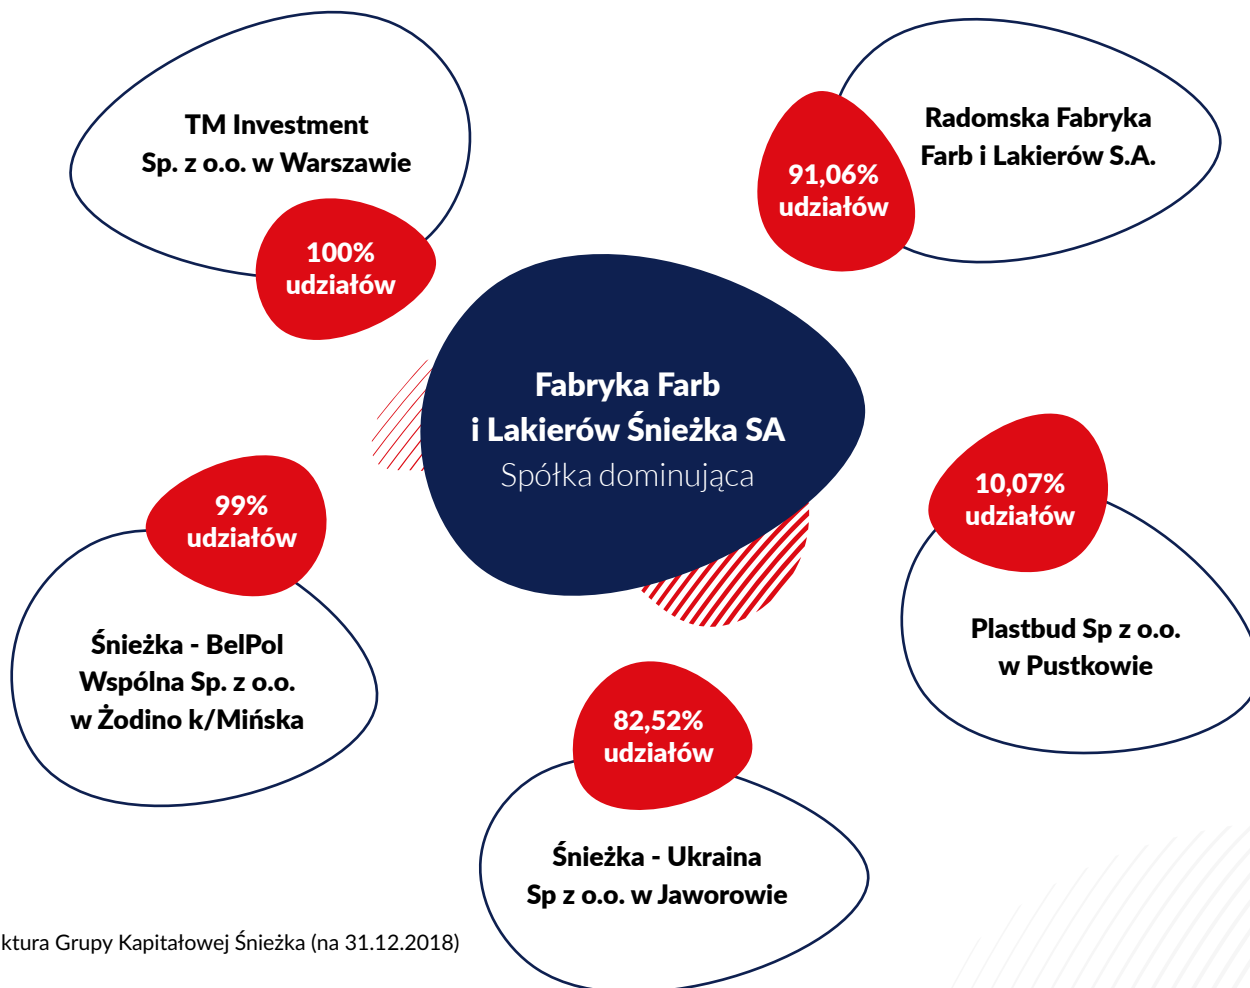 TM Investment
Sp. z o.o. w Warszawie
100%
udziałów
Radomska Fabryka
Farb i Lakierów S.A.
91,06%
udziałów
Fabryka Farb
i Lakierów Śnieżka SA
Spółka dominująca
99%
udziałów
Śnieżka - BelPol
Wspólna Sp. z o.o.
w Żodino k/Mińska
10,07%
udziałów
Plastbud Sp z o.o.
w Pustkowie
82,52%
udziałów
Śnieżka - Ukraina
Sp z o.o. w Jaworowie
ktura Grupy Kapitałowej Śnieżka (na 31.12.2018)